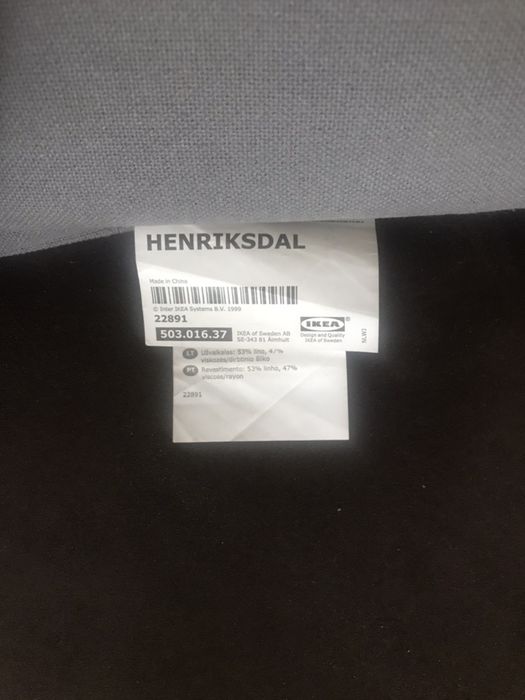 HENRIKSDAL
Made in China
© Inter IKEA Systems B.V. 1999
22891
503.016.37
IKEA of Sweden AB
SE-343 81 Älmhult
IKEA®
Design and Quality
IKEA of Sweden
LT Užvalkalas: 53% lino, 47%
viskozės/dirbtinio šilko
PT Revestimento: 53% linho, 47%
viscose/rayon
22891